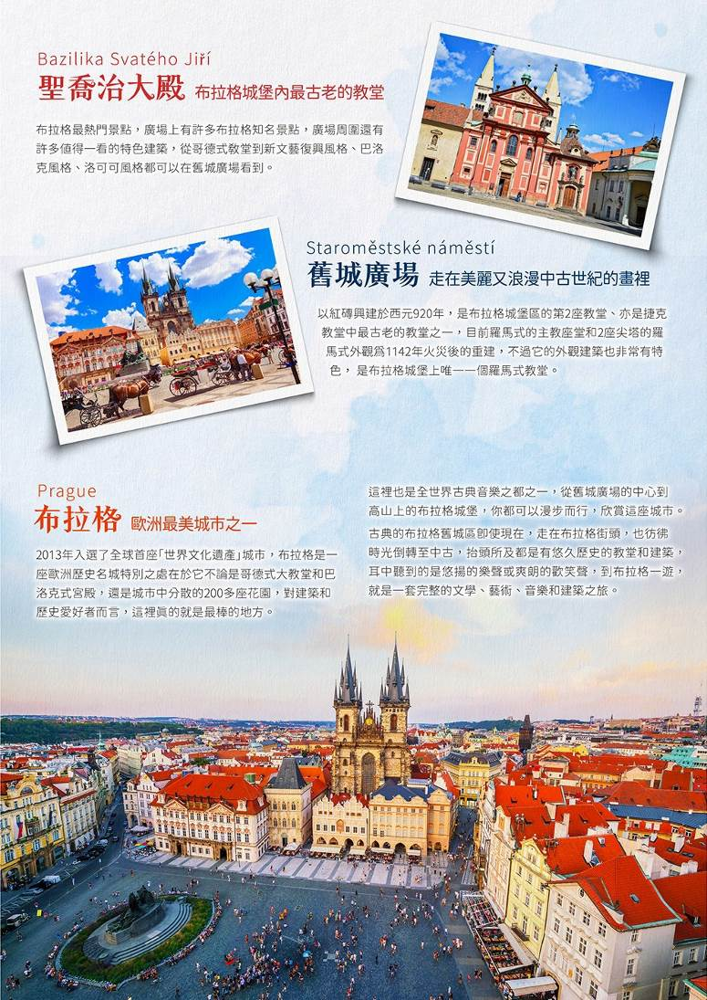 Bazilika Svatého Jiří
聖喬治大殿 布拉格城堡內最古老的教堂
布拉格最熱門景點，廣場上有許多布拉格知名景點，廣場周圍還有
許多值得一看的特色建築，從哥德式教堂到新文藝復興風格、巴洛
克風格、洛可可風格都可以在舊城廣場看到。
Staroměstské náměstí
舊城廣場 走在美麗又浪漫中古世紀的畫裡
以紅磚興建於西元920年，是布拉格城堡區的第2座教堂、亦是捷克
教堂中最古老的教堂之一，目前羅馬式的主教座堂和2座尖塔的羅
馬式外觀爲1142年火災後的重建，不過它的外觀建築也非常有特
色， 是布拉格城堡上唯一一個羅馬式教堂。
Prague
布拉格 歐洲最美城市之一
2013年入選了全球首座「世界文化遺產」城市，布拉格是一
座歐洲歷史名城特別之處在於它不論是哥德式大教堂和巴
洛克式宮殿，還是城市中分散的200多座花園，對建築和
歷史愛好者而言，這裡眞的就是最棒的地方。
這裡也是全世界古典音樂之都之一，從舊城廣場的中心到
高山上的布拉格城堡，你都可以漫步而行，欣賞這座城市。
古典的布拉格舊城區卽使現在，走在布拉格街頭，也彷彿
時光倒轉至中古，抬頭所及都是有悠久歷史的教堂和建築，
耳中聽到的是悠揚的樂聲或爽朗的歡笑聲，到布拉格一遊，
就是一套完整的文學、藝術、音樂和建築之旅。